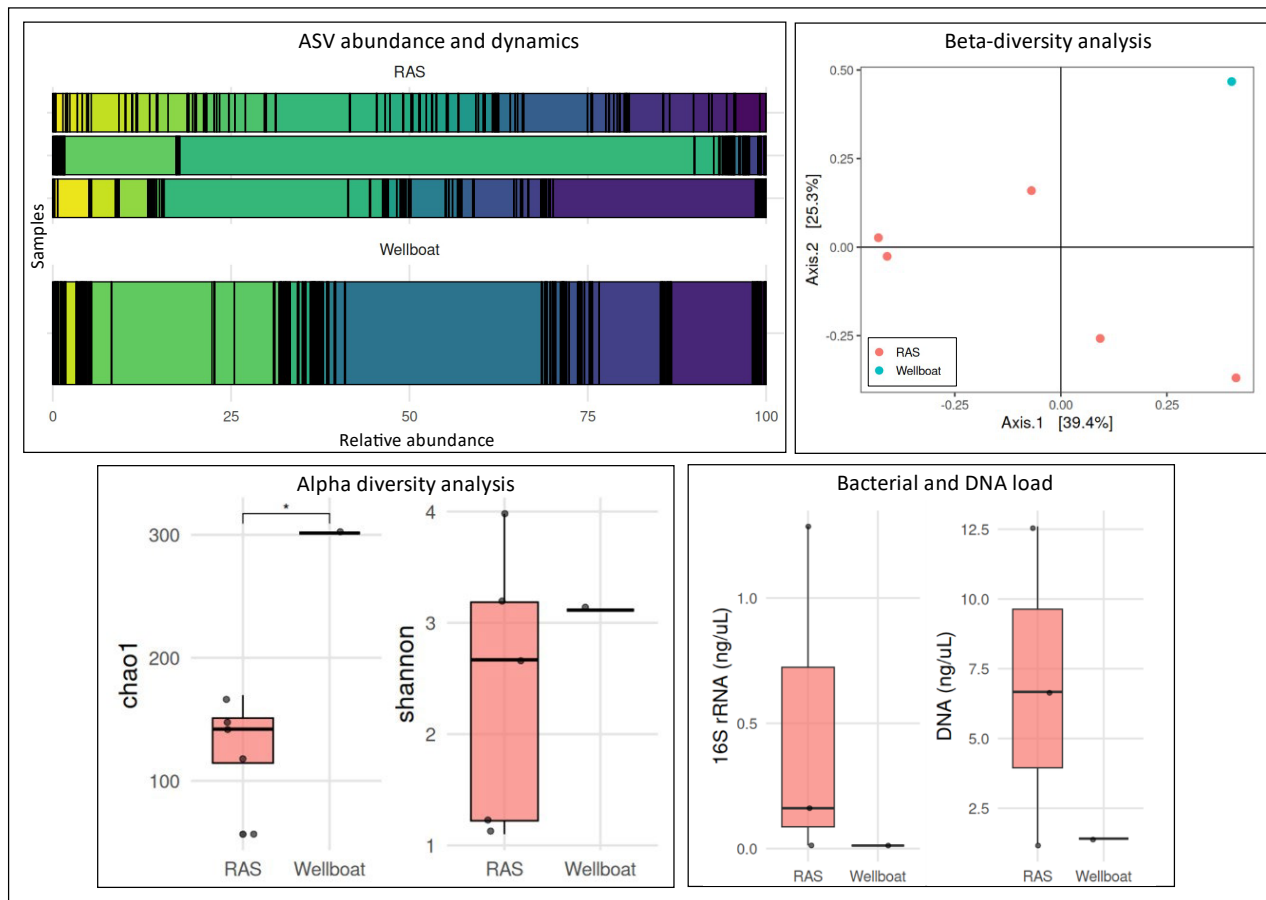 ASV abundance and dynamics
RAS
Samples
Wellboat
0 25 50 75 100
Relative abundance
Beta-diversity analysis
0.50
0.25
0.00
-0.25
Axis.2 [25.3%]
RAS
Wellboat
-0.25 0.00 0.25
Axis.1 [39.4%]
Alpha diversity analysis
*
300
200
100
chao1
RAS Wellboat
4
3
2
1
shannon
RAS Wellboat
Bacterial and DNA load
1.0
0.5
0.0
16S rRNA (ng/uL)
RAS Wellboat
12.5
10.0
7.5
5.0
2.5
DNA (ng/uL)
RAS Wellboat